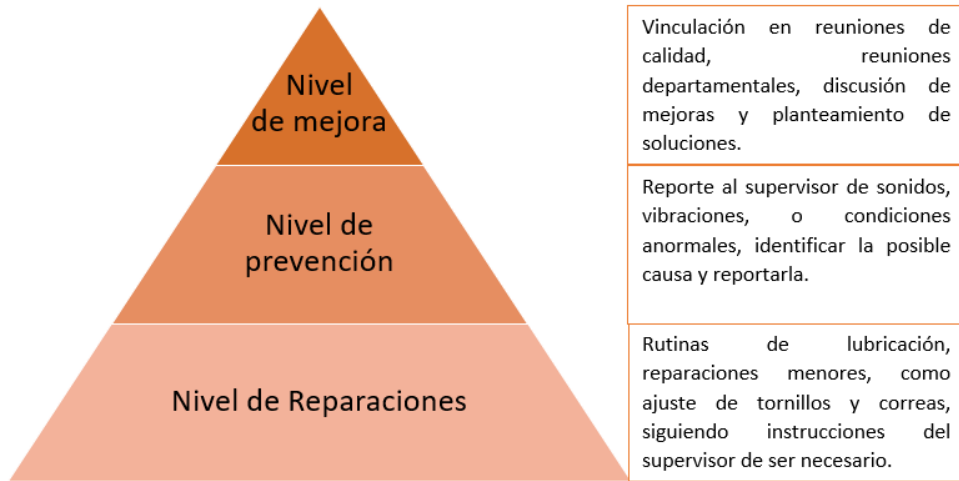 Nivel
de mejora
Vinculación en reuniones de
calidad, reuniones
departamentales, discusión de
mejoras y planteamiento de
soluciones.
Nivel de
prevención
Reporte al supervisor de sonidos,
vibraciones, o condiciones
anormales, identificar la posible
causa y reportarla.
Nivel de Reparaciones
Rutinas de lubricación,
reparaciones menores, como
ajuste de tornillos y correas,
siguiendo instrucciones del
supervisor de ser necesario.